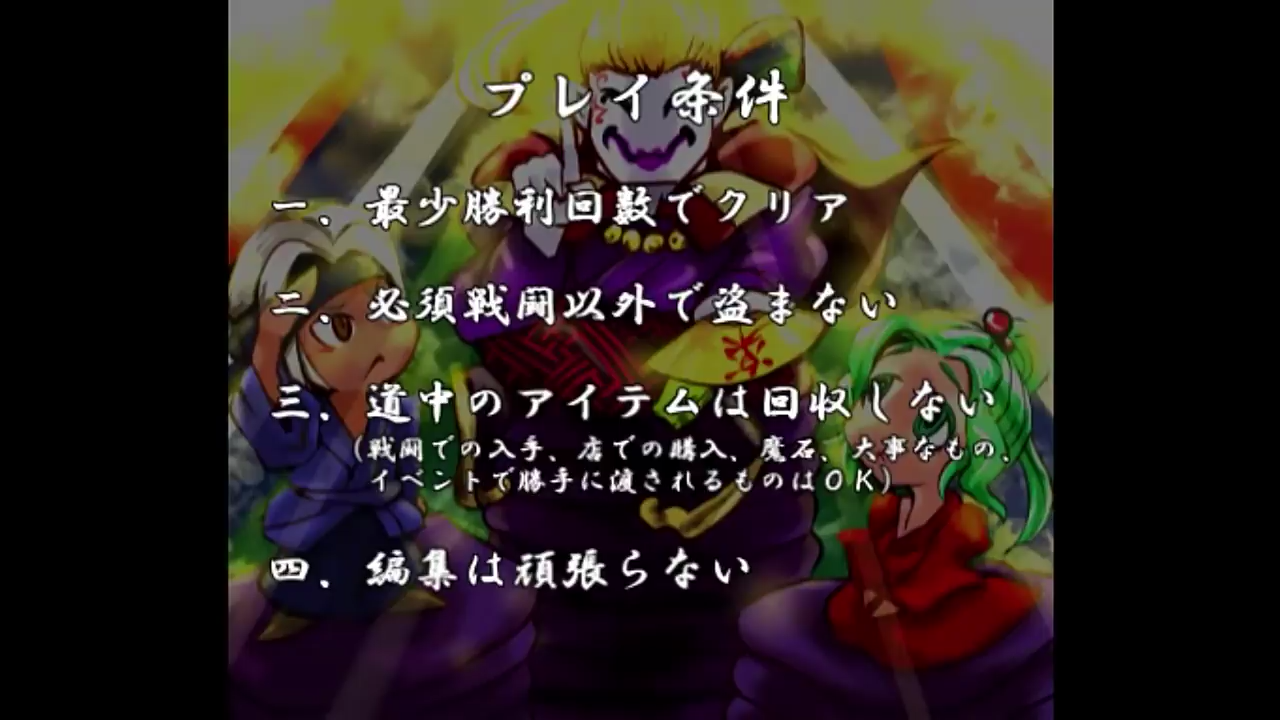 プレイ条件
一．最少勝利回数でクリア
二．必須戦闘以外で盗まない
三．道中のアイテムは回収しない
（戦闘での入手、店での購入、魔石、大事なもの、
イベントで勝手に渡されるものはＯＫ）
四．編集は頑張らない